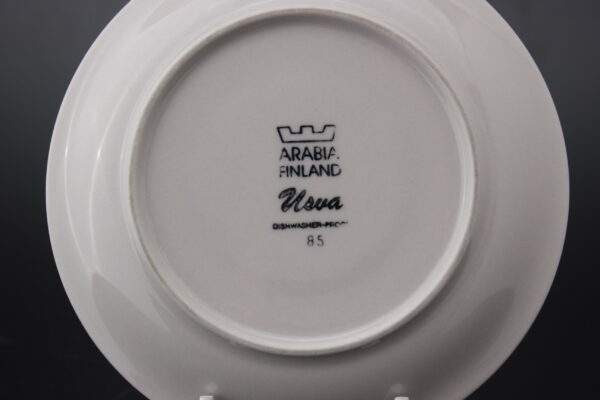 ARABIA
FINLAND
Usva
DISHWASHER-PROOF
85